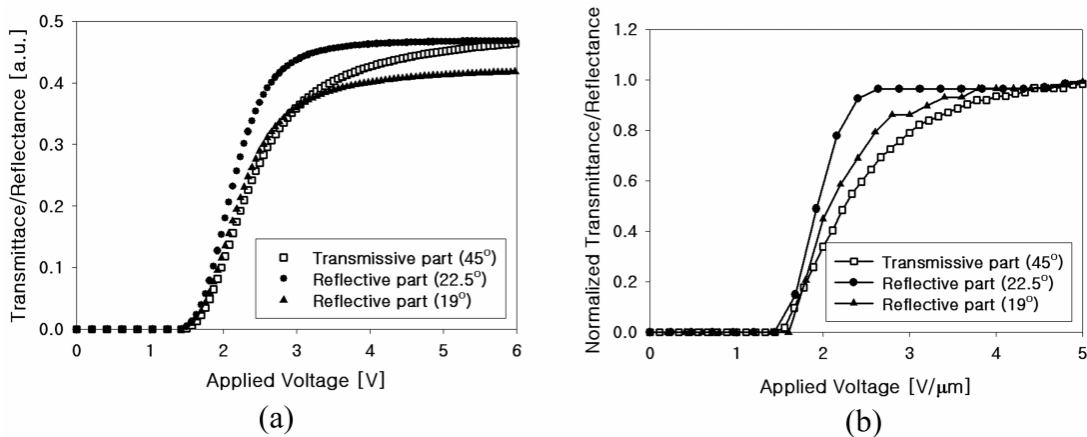 Transmittace/Reflectance [a.u.]
0.5
0.4
0.3
0.2
0.1
0.0
Transmissive part (45°)
Reflective part (22.5°)
Reflective part (19°)
0 1 2 3 4 5 6
Applied Voltage [V]
(a)
Normalized Transmittance/Reflectance
1.2
1.0
0.8
0.6
0.4
0.2
0.0
Transmissive part (45°)
Reflective part (22.5°)
Reflective part (19°)
0 1 2 3 4 5
Applied Voltage [V/μm]
(b)